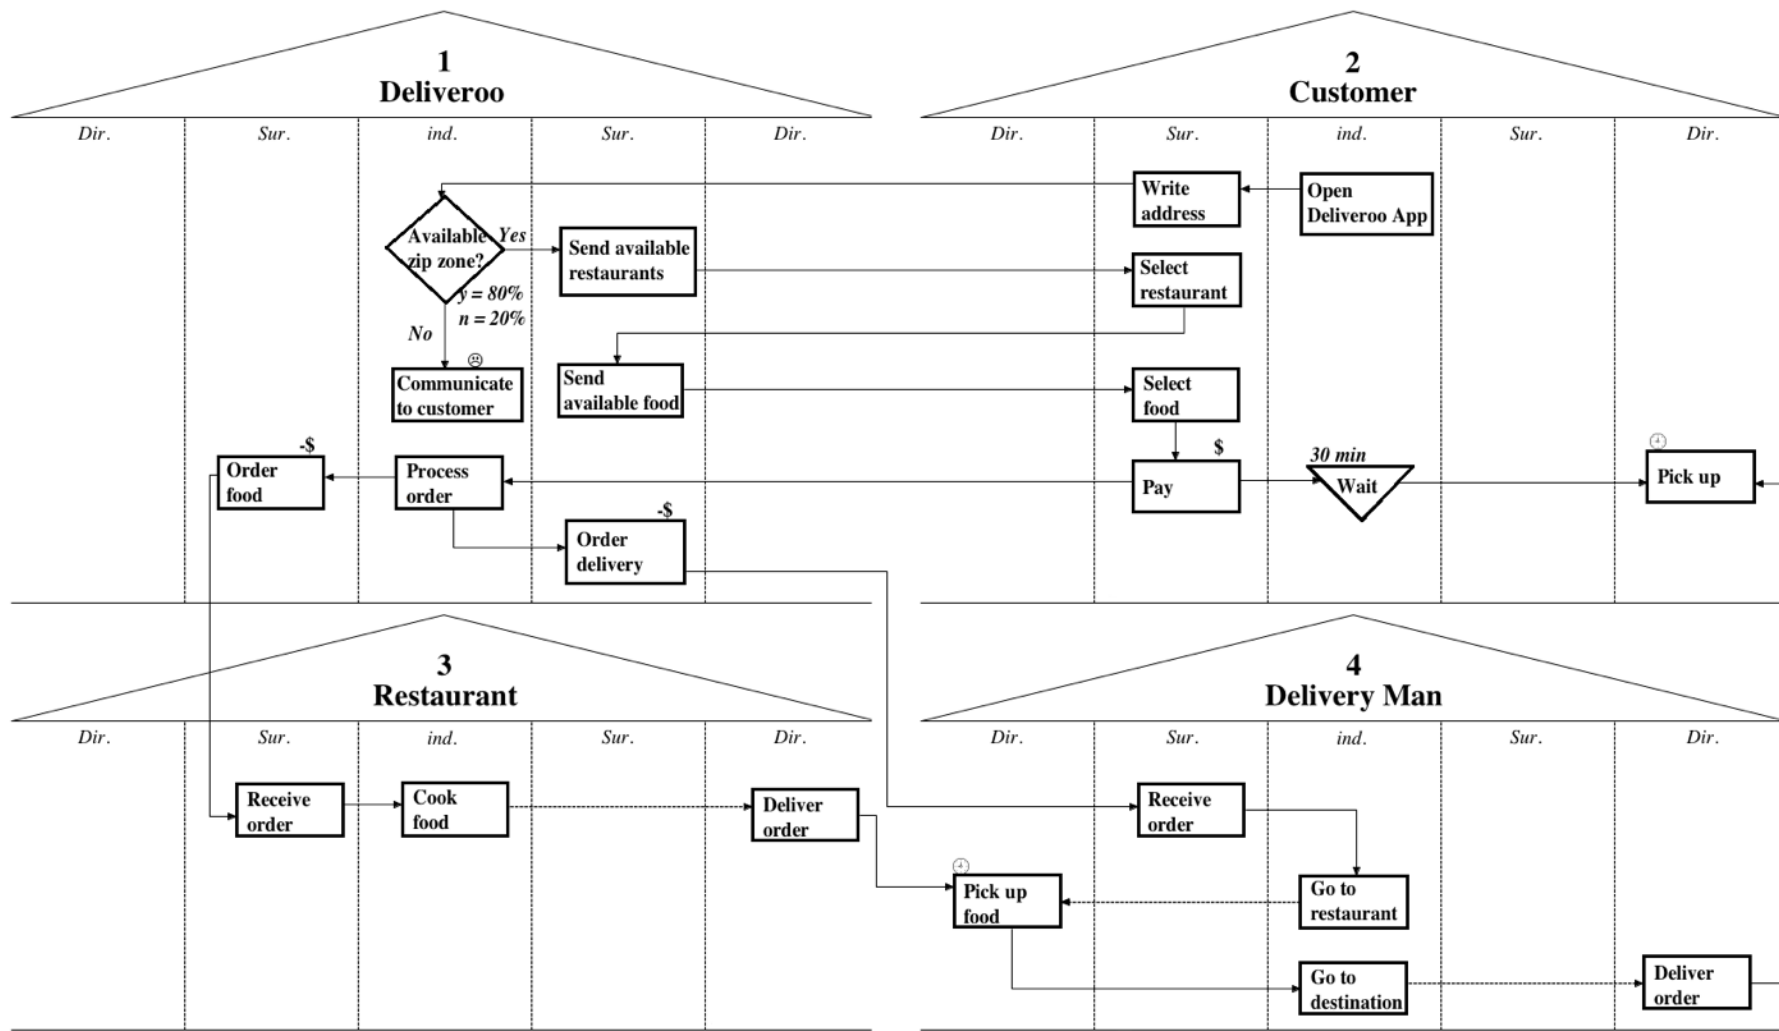 1
Deliveroo
Dir.
Sur.
ind.
Sur.
Dir.
Available
zip zone?
Yes
y = 80%
n = 20%
No
Send available
restaurants
Communicate
to customer
Send
available food
-$
Order
food
Process
order
-$
Order
delivery
2
Customer
Dir.
Sur.
ind.
Sur.
Dir.
Write
address
Open
Deliveroo App
Select
restaurant
Select
food
$
Pay
30 min
Wait
Pick up
3
Restaurant
Dir.
Sur.
ind.
Sur.
Dir.
Receive
order
Cook
food
Deliver
order
4
Delivery Man
Dir.
Sur.
ind.
Sur.
Dir.
Receive
order
Pick up
food
Go to
restaurant
Go to
destination
Deliver
order